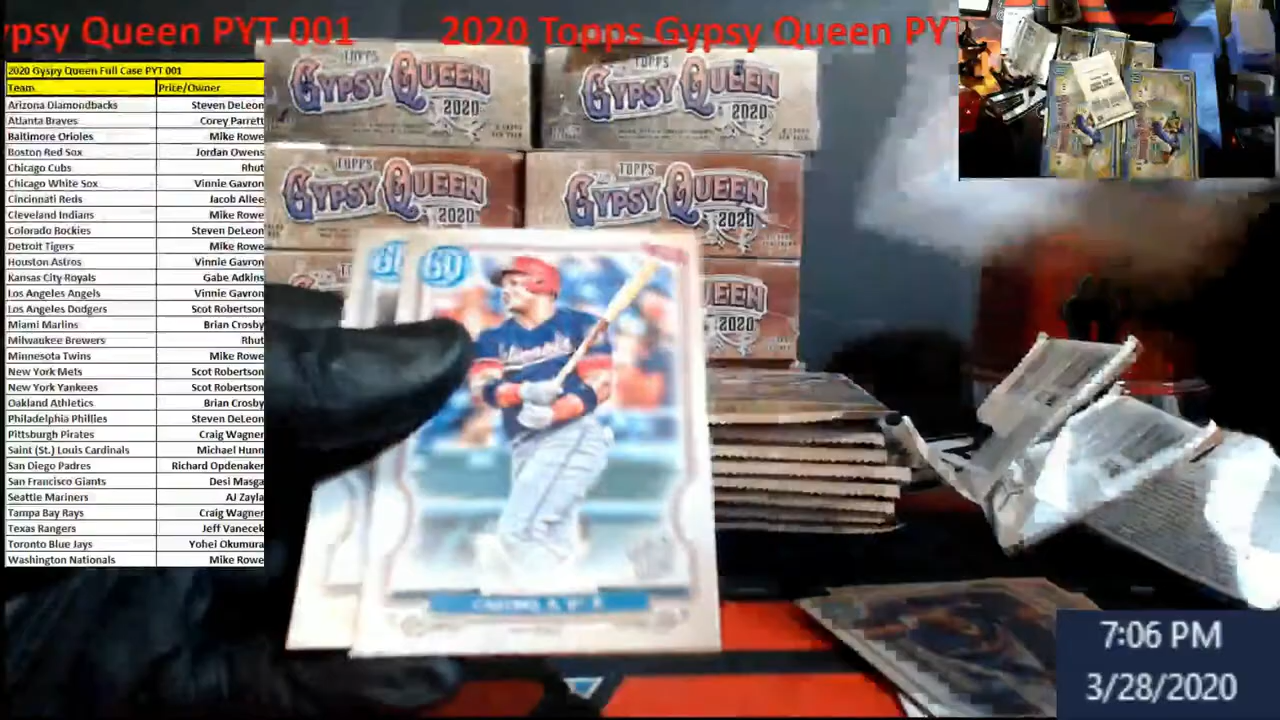 ypsy Queen PYT 001 2020 Topps Gypsy Queen PYT
2020 Gyspy Queen Full Case PYT 001
Team Price/Owner
Arizona Diamondbacks Steven DeLeon
Atlanta Braves Corey Parrett
Baltimore Orioles Mike Rowe
Boston Red Sox Jordan Owens
Chicago Cubs Rhut
Chicago White Sox Vinnie Gavron
Cincinnati Reds Jacob Allee
Cleveland Indians Mike Rowe
Colorado Rockies Steven DeLeon
Detroit Tigers Mike Rowe
Houston Astros Vinnie Gavron
Kansas City Royals Gabe Adkins
Los Angeles Angels Vinnie Gavron
Los Angeles Dodgers Scot Robertson
Miami Marlins Brian Crosby
Milwaukee Brewers Rhut
Minnesota Twins Mike Rowe
New York Mets Scot Robertson
New York Yankees Scot Robertson
Oakland Athletics Brian Crosby
Philadelphia Phillies Steven DeLeon
Pittsburgh Pirates Craig Wagner
Saint (St.) Louis Cardinals Michael Hunn
San Diego Padres Richard Opdenaker
San Francisco Giants Desi Masga
Seattle Mariners AJ Zayla
Tampa Bay Rays Craig Wagner
Texas Rangers Jeff Vanecek
Toronto Blue Jays Yohei Okumura
Washington Nationals Mike Rowe
TOPPS
GYPSY QUEEN
2020
TOPPS
GYPSY QUEEN
2020
TOPPS
GYPSY QUEEN
2020
TOPPS
GYPSY QUEEN
2020
QUEEN
2020
GQ
7:06 PM
3/28/2020